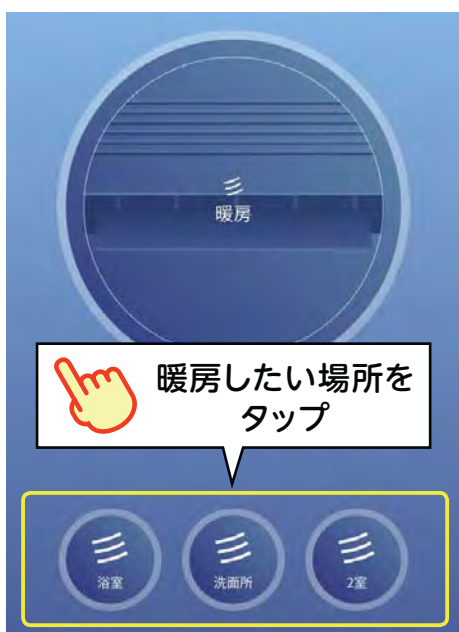 暖房
暖房したい場所を
タップ
浴室
洗面所
2室